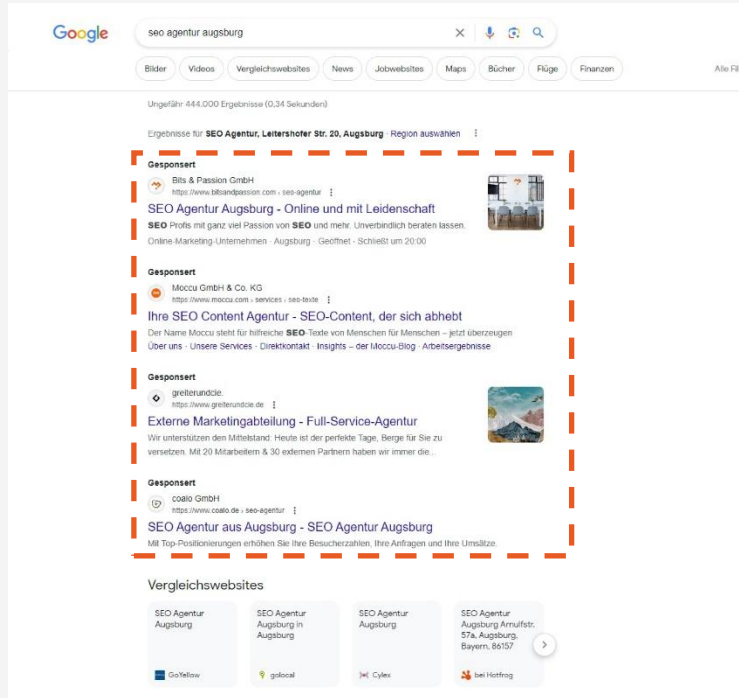 Google
seo agentur augsburg
Bilder
Videos
Vergleichswebsites
News
Jobwebsites
Maps
Bücher
Flüge
Finanzen
Alle Fil
Ungefähr 444.000 Ergebnisse (0,34 Sekunden)
Ergebnisse für SEO Agentur, Leitershofer Str. 20, Augsburg · Region auswählen
Gesponsert
Bits & Passion GmbH
https://www.bitsandpassion.com › seo-agentur
SEO Agentur Augsburg - Online und mit Leidenschaft
SEO Profis mit ganz viel Passion von SEO und mehr. Unverbindlich beraten lassen.
Online-Marketing-Unternehmen · Augsburg · Geöffnet · Schließt um 20:00
Gesponsert
Moccu GmbH & Co. KG
https://www.moccu.com › services › seo-texte
Ihre SEO Content Agentur - SEO-Content, der sich abhebt
Der Name Moccu steht für hilfreiche SEO-Texte von Menschen für Menschen – jetzt überzeugen
Über uns · Unsere Services · Direktkontakt · Insights – der Moccu-Blog · Arbeitsergebnisse
Gesponsert
greiterundcie.
https://www.greiterundcie.de
Externe Marketingabteilung - Full-Service-Agentur
Wir unterstützen den Mittelstand. Heute ist der perfekte Tage, Berge für Sie zu
versetzen. Mit 20 Mitarbeitern & 30 externen Partnern haben wir immer die...
Gesponsert
coalo GmbH
https://www.coalo.de › seo-agentur
SEO Agentur aus Augsburg - SEO Agentur Augsburg
Mit Top-Positionierungen erhöhen Sie Ihre Besucherzahlen, Ihre Anfragen und Ihre Umsätze.
Vergleichswebsites
SEO Agentur
Augsburg
GoYellow
SEO Agentur
Augsburg in
Augsburg
golocal
SEO Agentur
Augsburg
Cylex
SEO Agentur
Augsburg Arnulfstr.
57a, Augsburg,
Bayern, 86157
bei Hotfrog